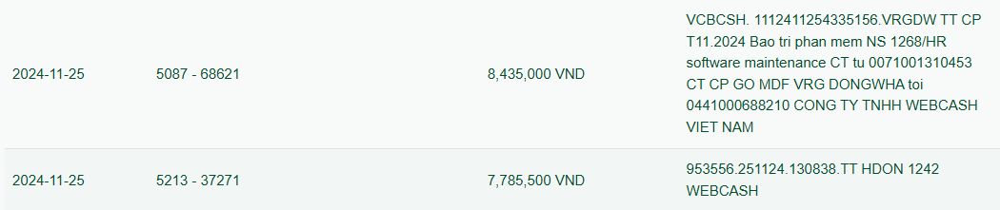 VCBCSH. 1112411254335156.VRGDW TT CP
T11.2024 Bao tri phan mem NS 1268/HR
2024-11-25 5087 - 68621 8,435,000 VND software maintenance CT tu 0071001310453
CT CP GO MDF VRG DONGWHA toi
0441000688210 CONG TY TNHH WEBCASH
VIET NAM
2024-11-25 5213 - 37271 7,785,500 VND 953556.251124.130838.TT HDON 1242
WEBCASH